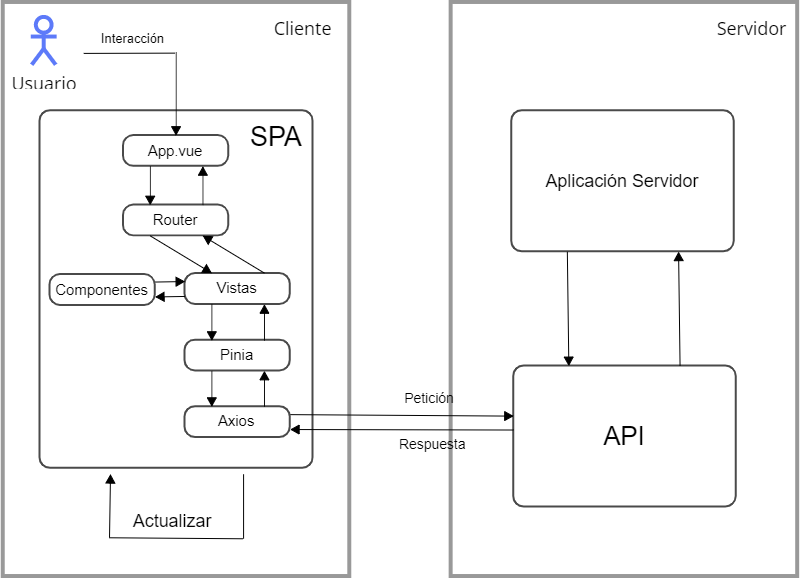 Cliente
Interacción
Usuario
SPA
App.vue
Router
Componentes
Vistas
Pinia
Axios
Actualizar
Petición
Respuesta
Servidor
Aplicación Servidor
API